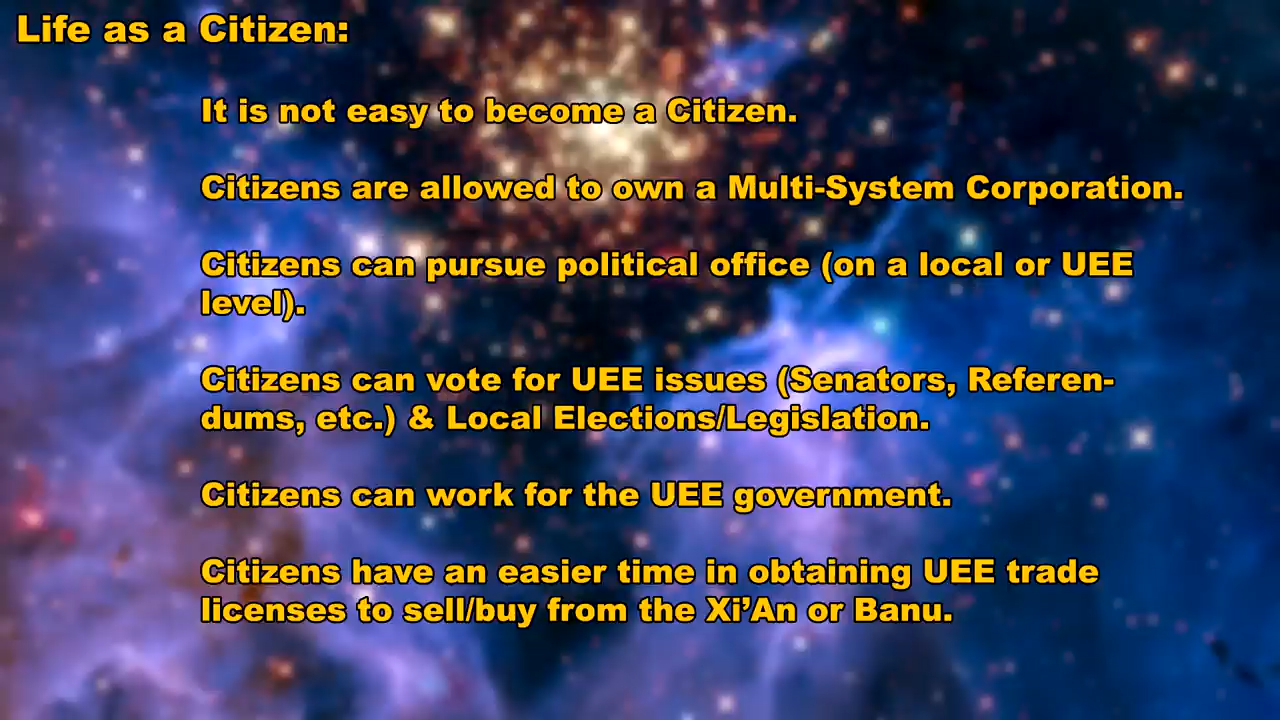 Life as a Citizen:
It is not easy to become a Citizen.
Citizens are allowed to own a Multi-System Corporation.
Citizens can pursue political office (on a local or UEE
level).
Citizens can vote for UEE issues (Senators, Referen-
dums, etc.) & Local Elections/Legislation.
Citizens can work for the UEE government.
Citizens have an easier time in obtaining UEE trade
licenses to sell/buy from the Xi’An or Banu.